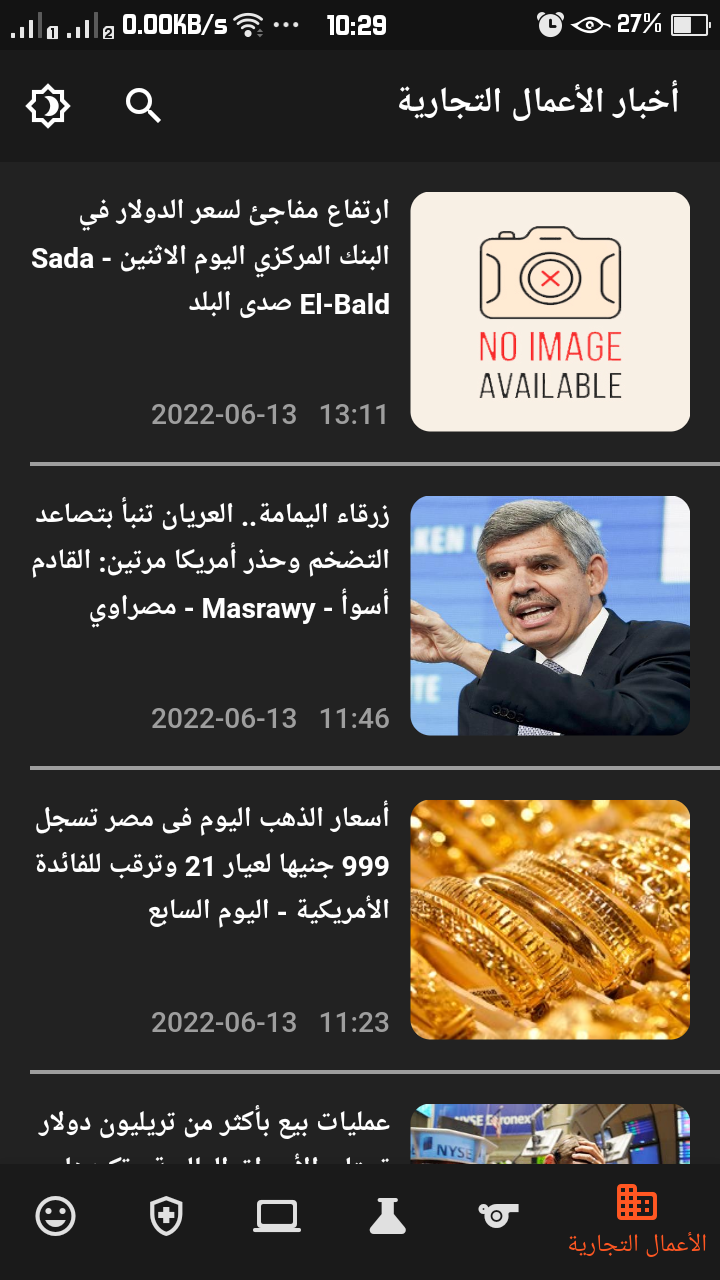 0.00KB/s
10:29
27%
أخبار الأعمال التجارية
ارتفاع مفاجئ لسعر الدولار في
البنك المركزي اليوم الاثنين - Sada
El-Bald صدى البلد
2022-06-13 13:11
NO IMAGE
AVAILABLE
زرقاء اليمامة.. العريان تنبأ بتصاعد
التضخم وحذر أمريكا مرتين: القادم
أسوأ - Masrawy - مصراوي
2022-06-13 11:46
أسعار الذهب اليوم فى مصر تسجل
999 جنيها لعيار 21 وترقب للفائدة
الأمريكية - اليوم السابع
2022-06-13 11:23
عمليات بيع بأكثر من تريليون دولار
NYSE
الأعمال التجارية